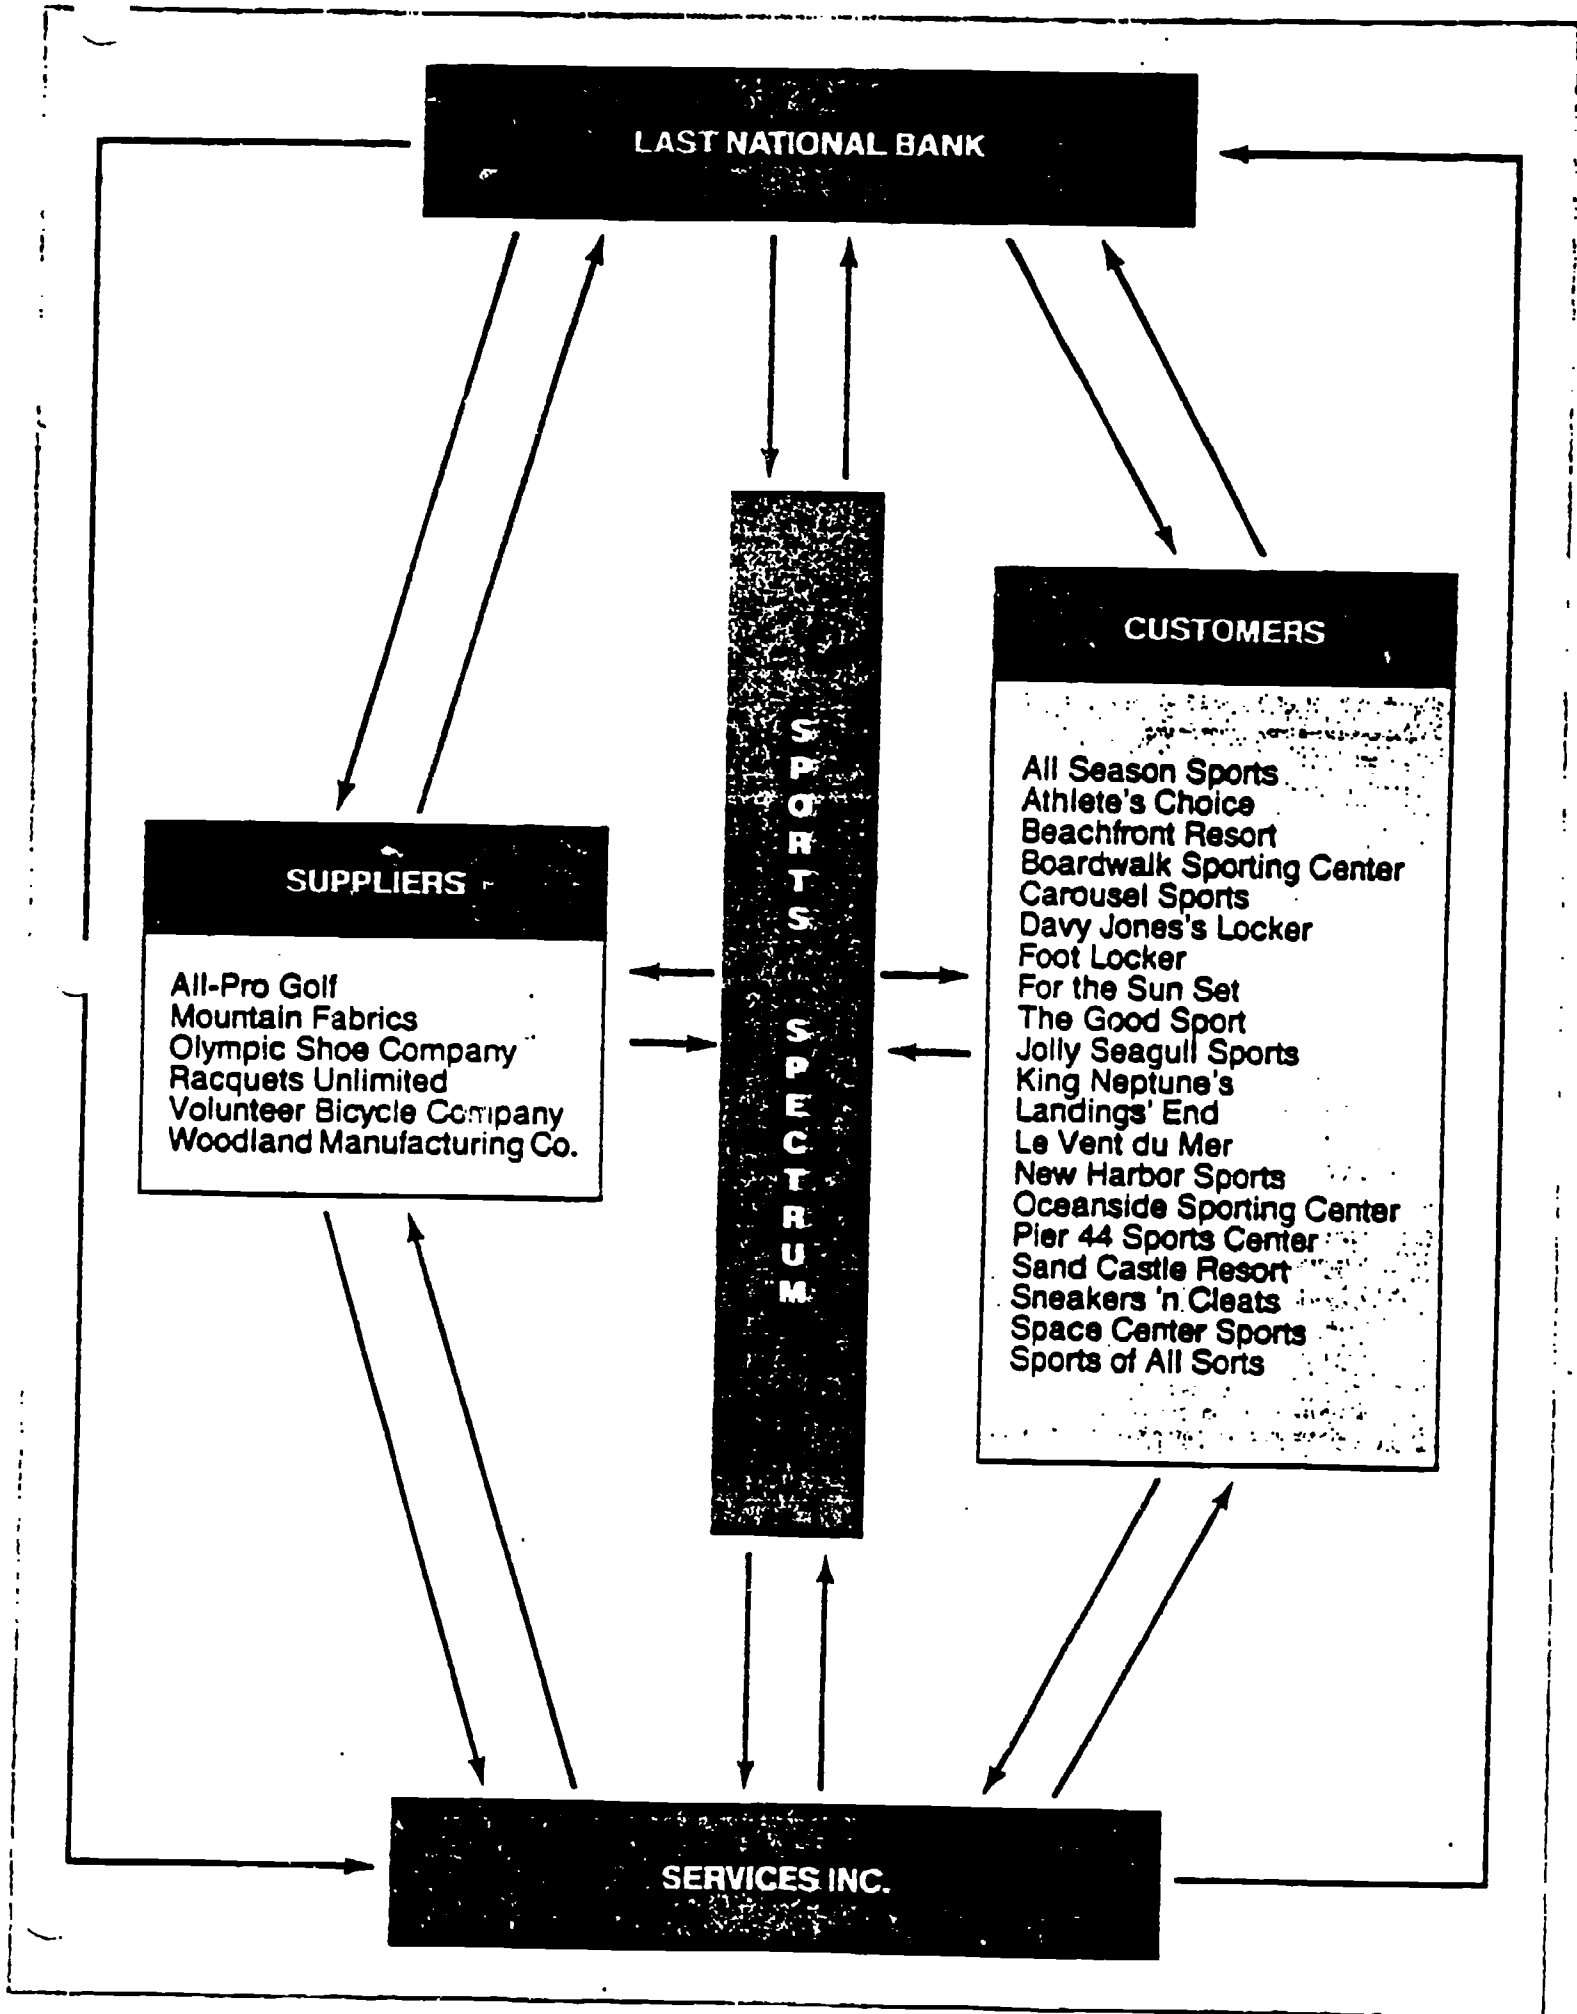 LAST NATIONAL BANK
SUPPLIERS
All-Pro Golf
Mountain Fabrics
Olympic Shoe Company
Racquets Unlimited
Volunteer Bicycle Company
Woodland Manufacturing Co.
SPORTS SPECTRUM
CUSTOMERS
All Season Sports
Athlete's Choice
Beachfront Resort
Boardwalk Sporting Center
Carousel Sports
Davy Jones's Locker
Foot Locker
For the Sun Set
The Good Sport
Jolly Seagull Sports
King Neptune's
Landings' End
Le Vent du Mer
New Harbor Sports
Oceanside Sporting Center
Pier 44 Sports Center
Sand Castle Resort
Sneakers 'n Cleats
Space Center Sports
Sports of All Sorts
SERVICES INC.